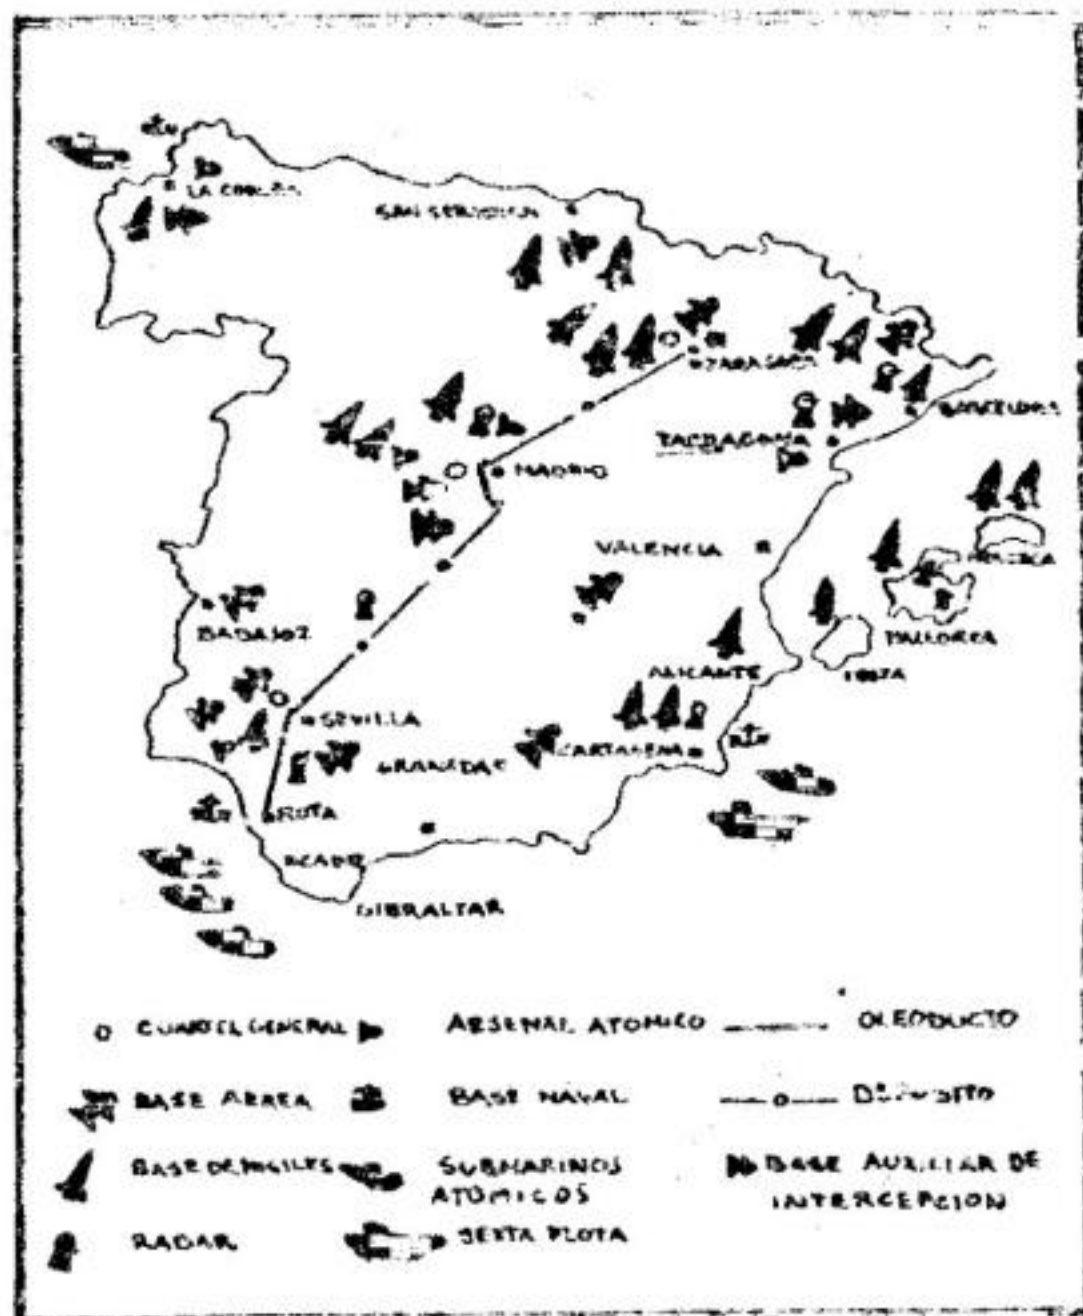 LA CORUÑA
SAN SEBASTIAN
ZARAGOZA
BARCELONA
TARRAGONA
MADRID
VALENCIA
MENORCA
BADAJOZ
MALLORCA
ALICANTE
IBIZA
SEVILLA
GRANADA
CARTAGENA
ROTA
CADIZ
GIBRALTAR
CUARTEL GENERAL
ARSENAL ATOMICO
OLEODUCTO
BASE AEREA
BASE NAVAL
DEPOSITO
BASE DE MISILES
SUBMARINOS
ATOMICOS
BASE AUXILIAR DE
INTERCEPCION
RADAR
SEXTA FLOTA